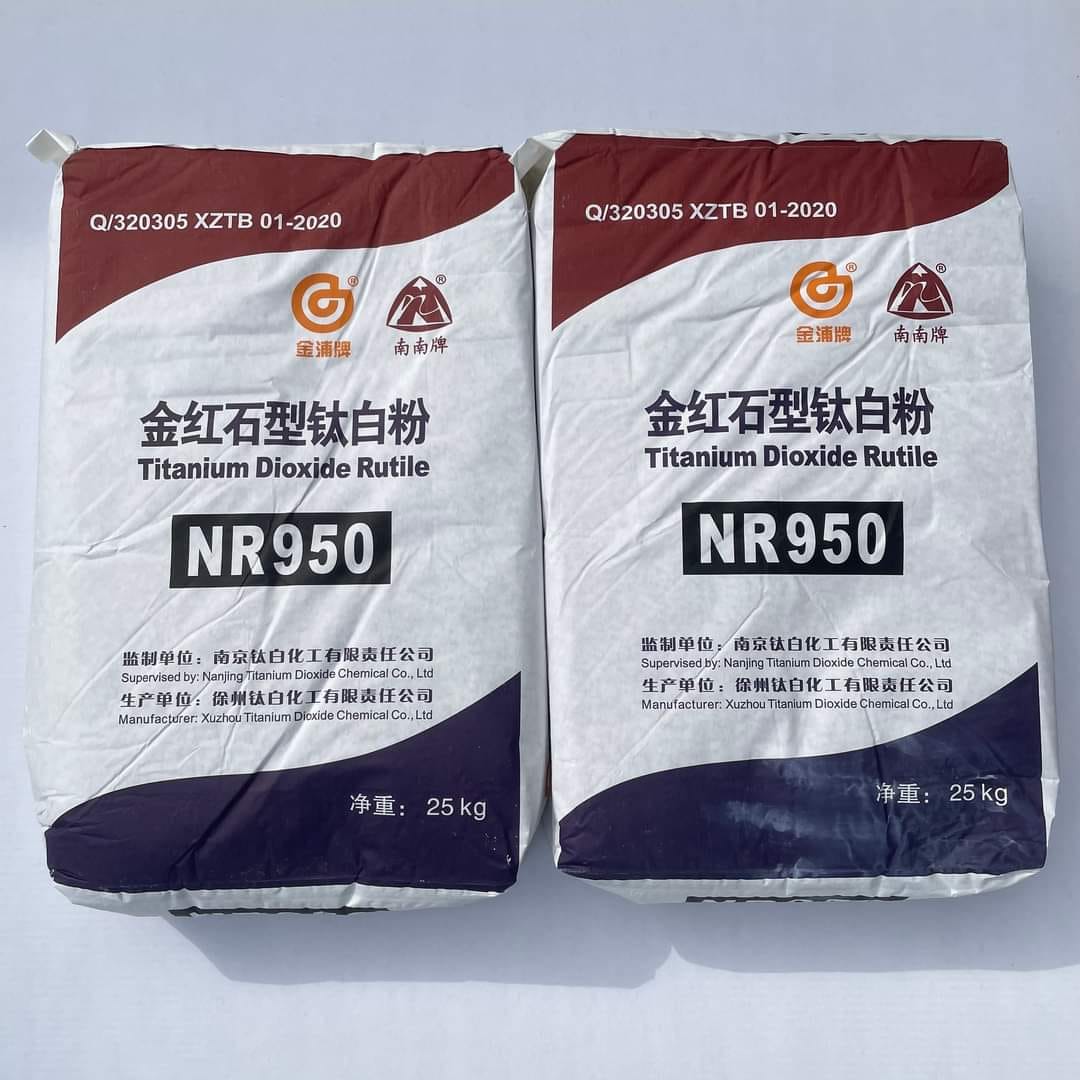 Q/320305 XZTB 01-2020
金浦牌
南南牌
金红石型钛白粉
Titanium Dioxide Rutile
NR950
监制单位：南京钛白化工有限责任公司
Supervised by: Nanjing Titanium Dioxide Chemical Co., Ltd
生产单位：徐州钛白化工有限责任公司
Manufacturer: Xuzhou Titanium Dioxide Chemical Co., Ltd
净重： 25 kg
Q/320305 XZTB 01-2020
金浦牌
南南牌
金红石型钛白粉
Titanium Dioxide Rutile
NR950
监制单位：南京钛白化工有限责任公司
Supervised by: Nanjing Titanium Dioxide Chemical Co., Ltd
生产单位：徐州钛白化工有限责任公司
Manufacturer: Xuzhou Titanium Dioxide Chemical Co., Ltd
净重： 25 kg